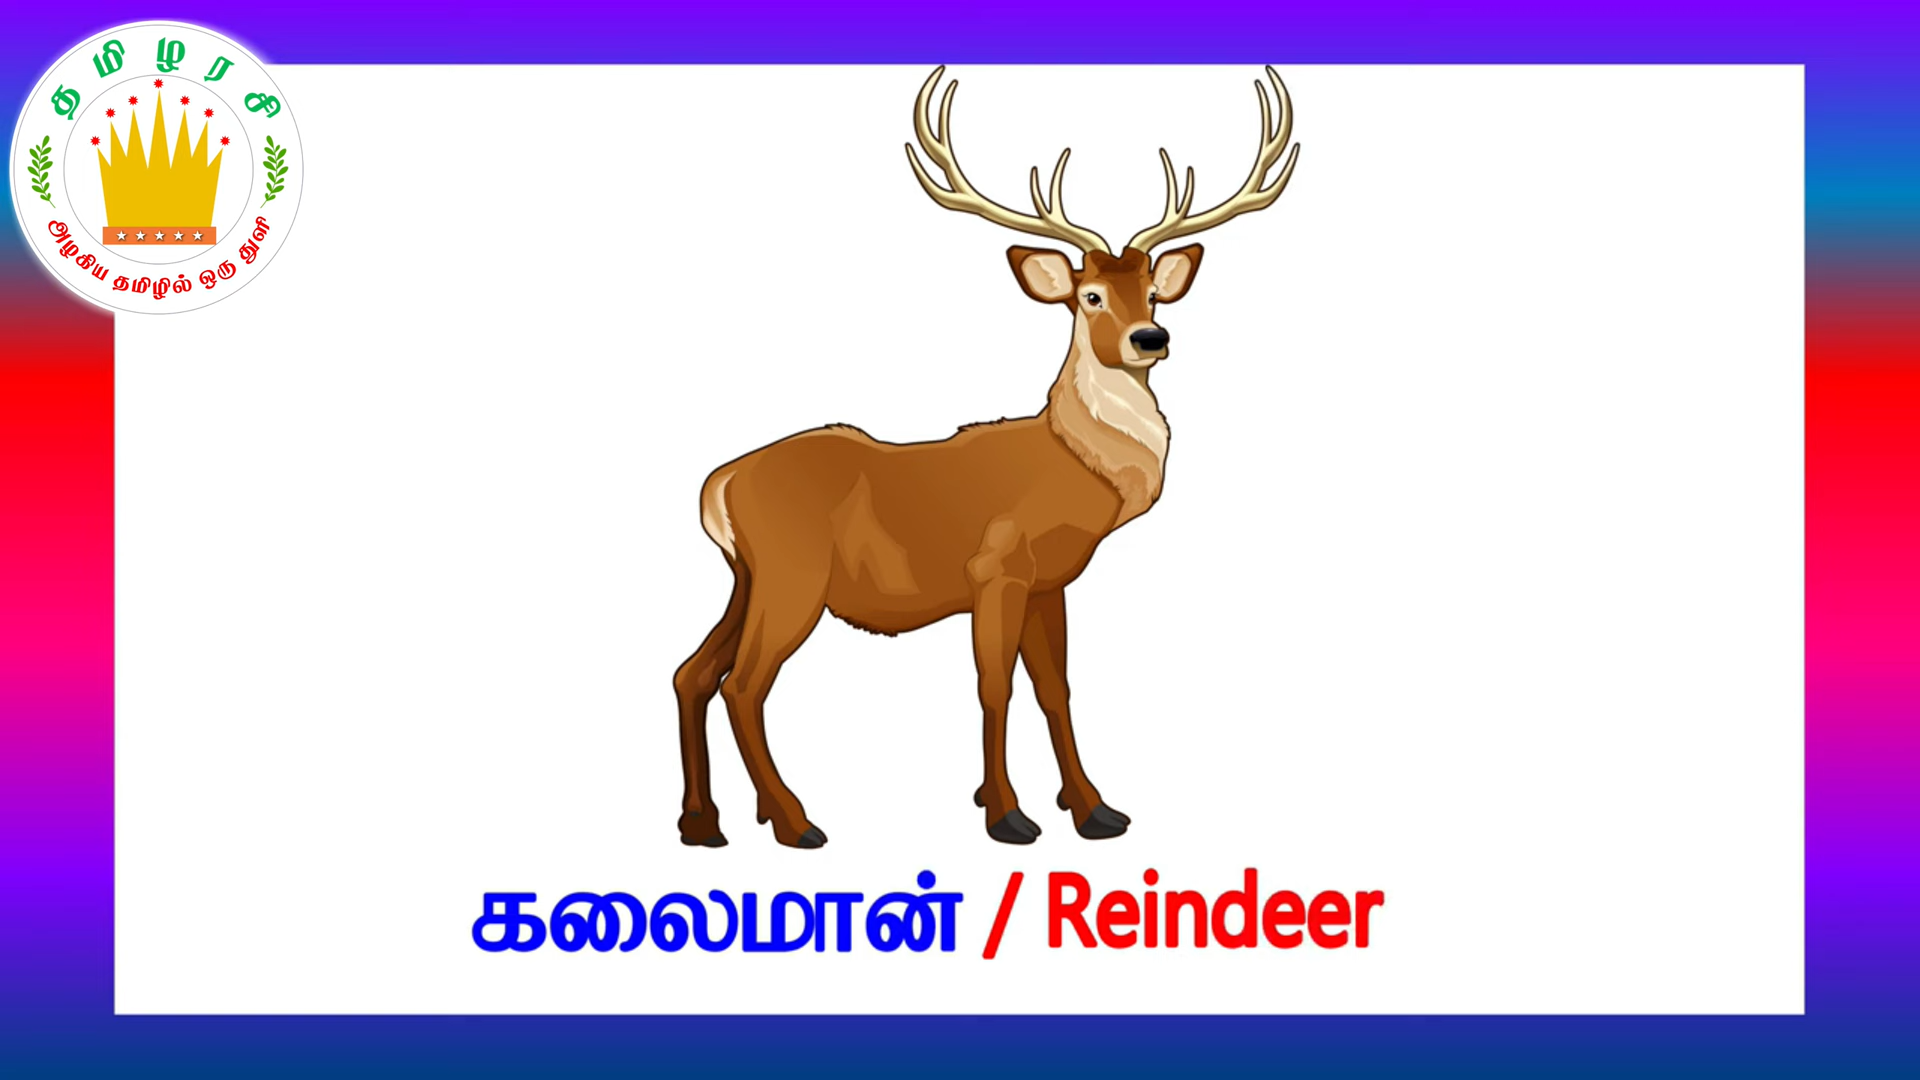 தமிழரசி
அழகிய தமிழில் ஒரு துளி
கலைமான் / Reindeer